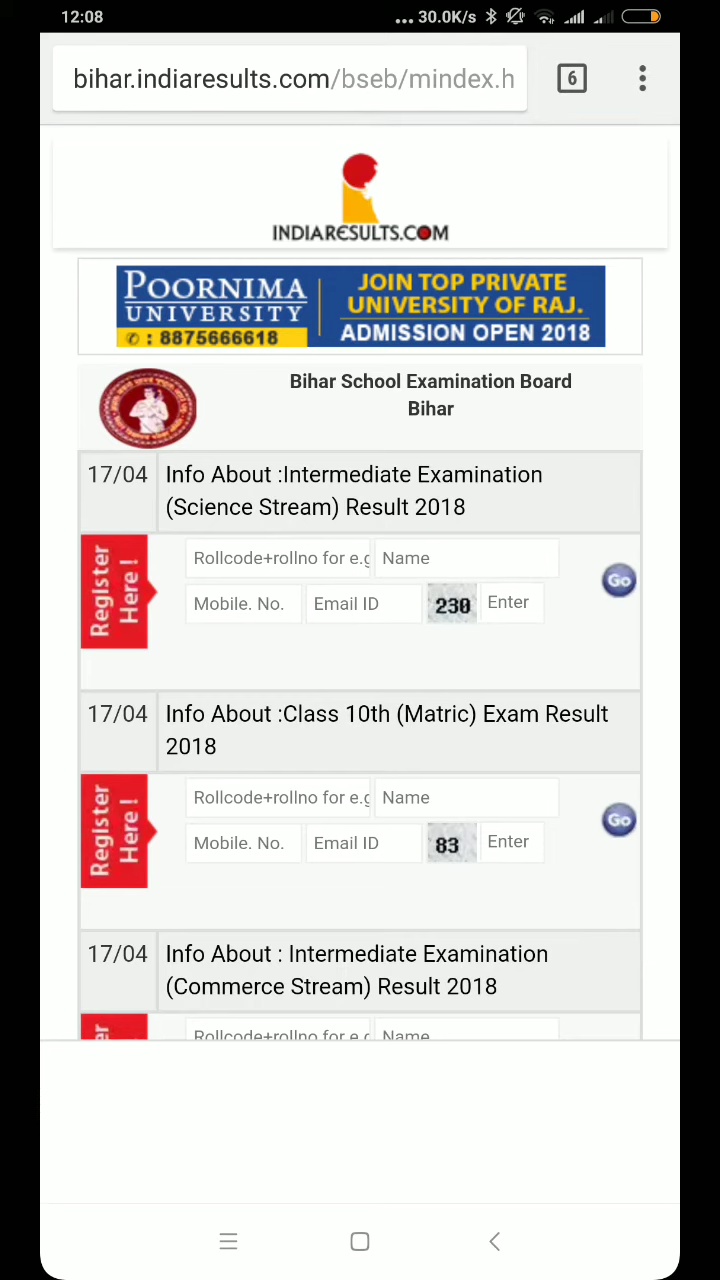 12:08
... 30.0K/s
bihar.indiaresults.com/bseb/mindex.h
6
INDIARESULTS.COM
POORNIMA
UNIVERSITY
: 8875666618
JOIN TOP PRIVATE
UNIVERSITY OF RAJ.
ADMISSION OPEN 2018
Bihar School Examination Board
Bihar
17/04 Info About :Intermediate Examination
(Science Stream) Result 2018
Register
Here !
Rollcode+rollno for e.g Name
Mobile. No. Email ID 230 Enter
Go
17/04 Info About :Class 10th (Matric) Exam Result
2018
Register
Here !
Rollcode+rollno for e.g Name
Mobile. No. Email ID 83 Enter
Go
17/04 Info About : Intermediate Examination
(Commerce Stream) Result 2018
Rollcode+rollno for e.g Name